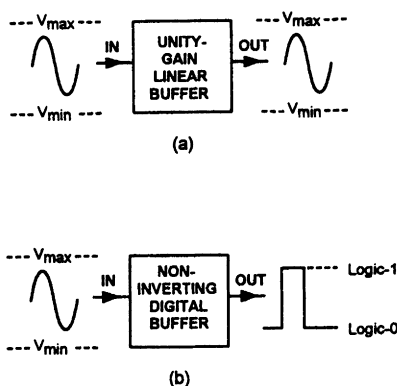 Vmax
IN
UNITY-
GAIN
LINEAR
BUFFER
OUT
Vmax
Vmin
Vmin
(a)
Vmax
IN
NON-
INVERTING
DIGITAL
BUFFER
OUT
Logic-1
Logic-0
Vmin
(b)